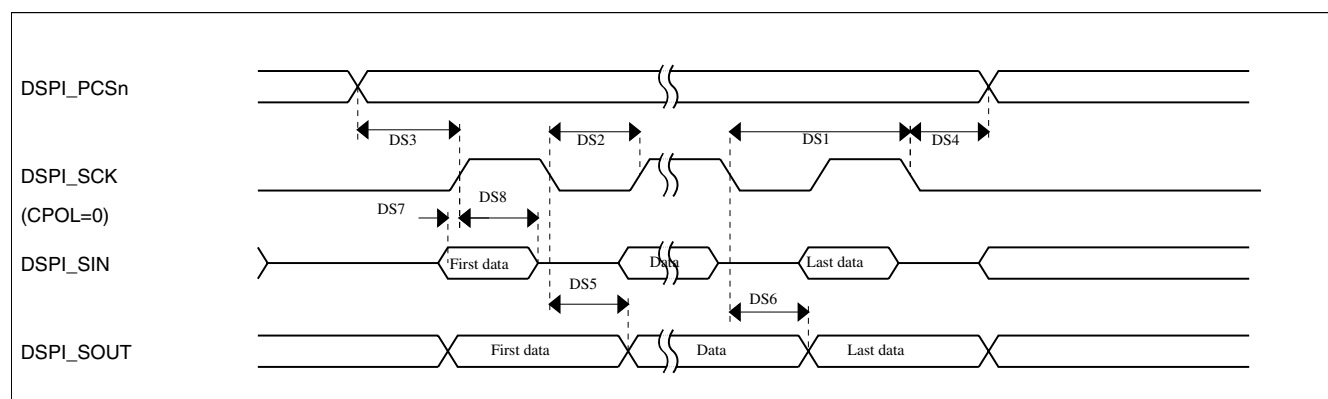 DSPI_PCSn
DS3
DS2
DS1
DS4
DSPI_SCK
(CPOL=0)
DS7
DS8
DSPI_SIN
First data
Data
Last data
DS5
DS6
DSPI_SOUT
First data
Data
Last data